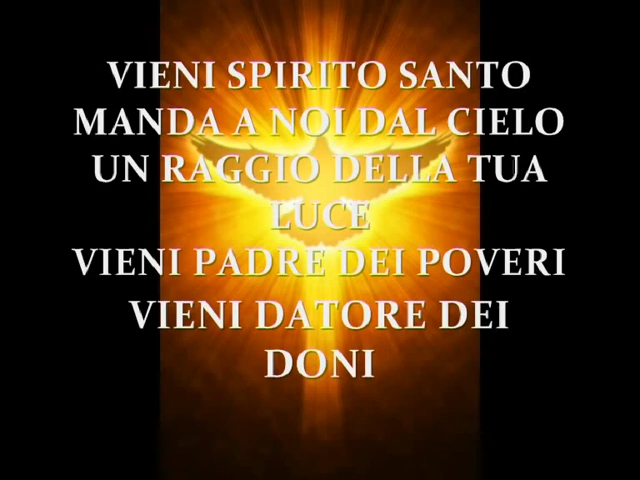 VIENI SPIRITO SANTO
MANDA A NOI DAL CIELO
UN RAGGIO DELLA TUA
LUCE
VIENI PADRE DEI POVERI
VIENI DATORE DEI
DONI